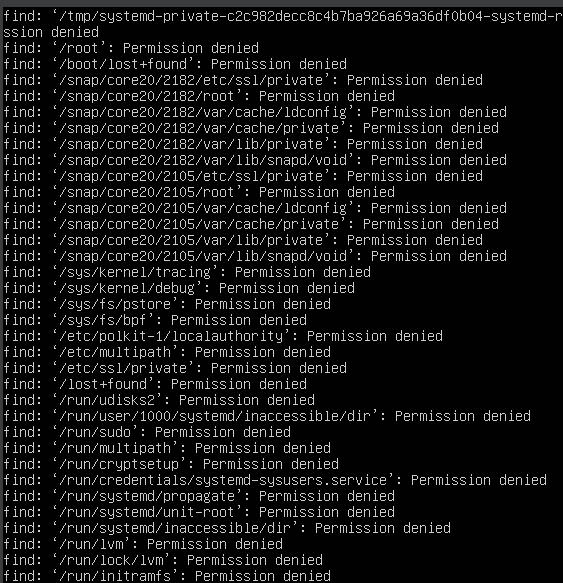 find: ‘/tmp/systemd-private-c2c982decc8c4b7ba926a69a36df0b04-systemd-r
ssion denied
find: ‘/root’: Permission denied
find: ‘/boot/lost+found’: Permission denied
find: ‘/snap/core20/2182/etc/ssl/private’: Permission denied
find: ‘/snap/core20/2182/root’: Permission denied
find: ‘/snap/core20/2182/var/cache/ldconfig’: Permission denied
find: ‘/snap/core20/2182/var/cache/private’: Permission denied
find: ‘/snap/core20/2182/var/lib/private’: Permission denied
find: ‘/snap/core20/2182/var/lib/snapd/void’: Permission denied
find: ‘/snap/core20/2105/etc/ssl/private’: Permission denied
find: ‘/snap/core20/2105/root’: Permission denied
find: ‘/snap/core20/2105/var/cache/ldconfig’: Permission denied
find: ‘/snap/core20/2105/var/cache/private’: Permission denied
find: ‘/snap/core20/2105/var/lib/private’: Permission denied
find: ‘/snap/core20/2105/var/lib/snapd/void’: Permission denied
find: ‘/sys/kernel/tracing’: Permission denied
find: ‘/sys/kernel/debug’: Permission denied
find: ‘/sys/fs/pstore’: Permission denied
find: ‘/sys/fs/bpf’: Permission denied
find: ‘/etc/polkit-1/localauthority’: Permission denied
find: ‘/etc/multipath’: Permission denied
find: ‘/etc/ssl/private’: Permission denied
find: ‘/lost+found’: Permission denied
find: ‘/run/udisks2’: Permission denied
find: ‘/run/user/1000/systemd/inaccessible/dir’: Permission denied
find: ‘/run/sudo’: Permission denied
find: ‘/run/multipath’: Permission denied
find: ‘/run/cryptsetup’: Permission denied
find: ‘/run/credentials/systemd-sysusers.service’: Permission denied
find: ‘/run/systemd/propagate’: Permission denied
find: ‘/run/systemd/unit-root’: Permission denied
find: ‘/run/systemd/inaccessible/dir’: Permission denied
find: ‘/run/lvm’: Permission denied
find: ‘/run/lock/lvm’: Permission denied
find: ‘/run/initramfs’: Permission denied